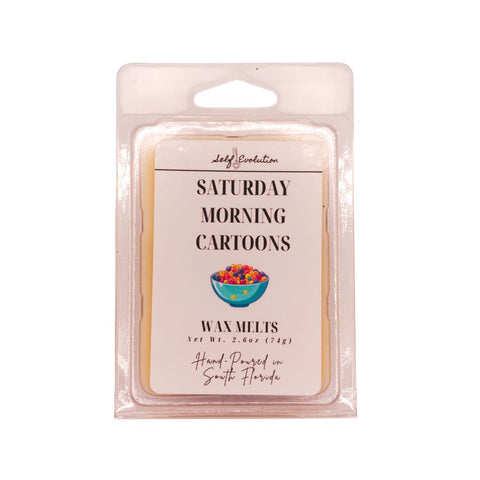 Self Evolution
SATURDAY
MORNING
CARTOONS
WAX MELTS
Net Wt. 2.6oz (74g)
Hand-Poured in
South Florida